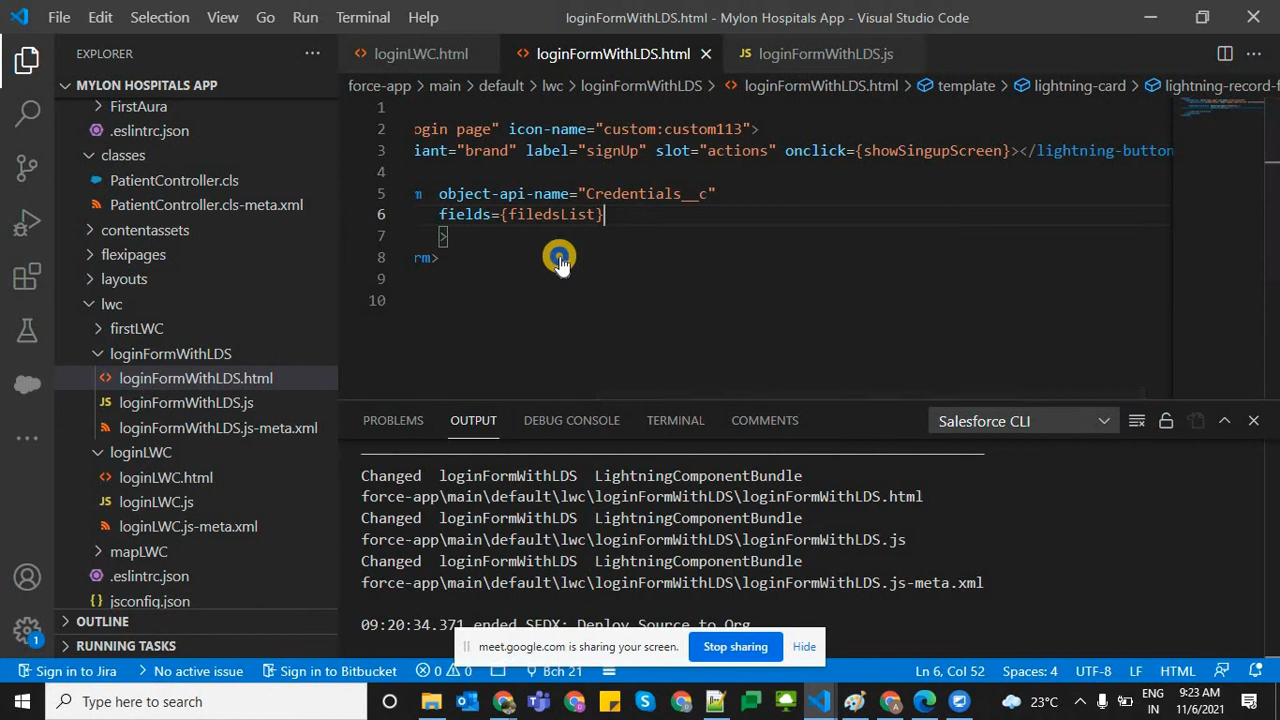 File Edit Selection View Go Run Terminal Help loginFormWithLDS.html - Mylon Hospitals App - Visual Studio Code
EXPLORER
loginLWC.html loginFormWithLDS.html JS loginFormWithLDS.js
MYLON HOSPITALS APP
force-app main default lwc loginFormWithLDS loginFormWithLDS.html template lightning-card lightning-record-f
FirstAura
.eslintrc.json
classes
PatientController.cls
PatientController.cls-meta.xml
contentassets
flexipages
layouts
lwc
firstLWC
loginFormWithLDS
loginFormWithLDS.html
JS loginFormWithLDS.js
loginFormWithLDS.js-meta.xml
loginLWC
loginLWC.html
JS loginLWC.js
loginLWC.js-meta.xml
mapLWC
.eslintrc.json
{} jsconfig.json
OUTLINE
RUNNING TASKS
1
2 ogin page" icon-name="custom:custom113">
3 iant="brand" label="signUp" slot="actions" onclick={showSingupScreen}></lightning-button
4
5 m object-api-name="Credentials__c"
6 fields={filedsList}
7 >
8 rm>
9
10
PROBLEMS OUTPUT DEBUG CONSOLE TERMINAL COMMENTS Salesforce CLI
Changed loginFormWithLDS LightningComponentBundle
force-app\main\default\lwc\loginFormWithLDS\loginFormWithLDS.html
Changed loginFormWithLDS LightningComponentBundle
force-app\main\default\lwc\loginFormWithLDS\loginFormWithLDS.js
Changed loginFormWithLDS LightningComponentBundle
force-app\main\default\lwc\loginFormWithLDS\loginFormWithLDS.js-meta.xml
09:20:34.371 ended SFDX: Deploy Source to Org
meet.google.com is sharing your screen. Stop sharing Hide
1
Sign in to Jira No active issue Sign in to Bitbucket 0 0 Bch 21 Ln 6, Col 52 Spaces: 4 UTF-8 LF HTML
Type here to search
23°C
ENG
IN
9:23 AM
11/6/2021